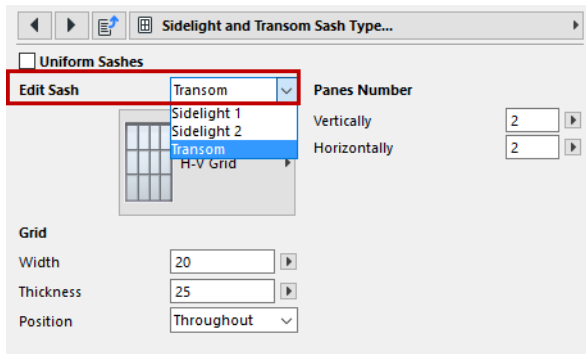 Sidelight and Transom Sash Type...
Uniform Sashes
Edit Sash Transom Panes Number
Sidelight 1
Sidelight 2
Transom
H-V Grid
Vertically 2
Horizontally 2
Grid
Width 20
Thickness 25
Position Throughout